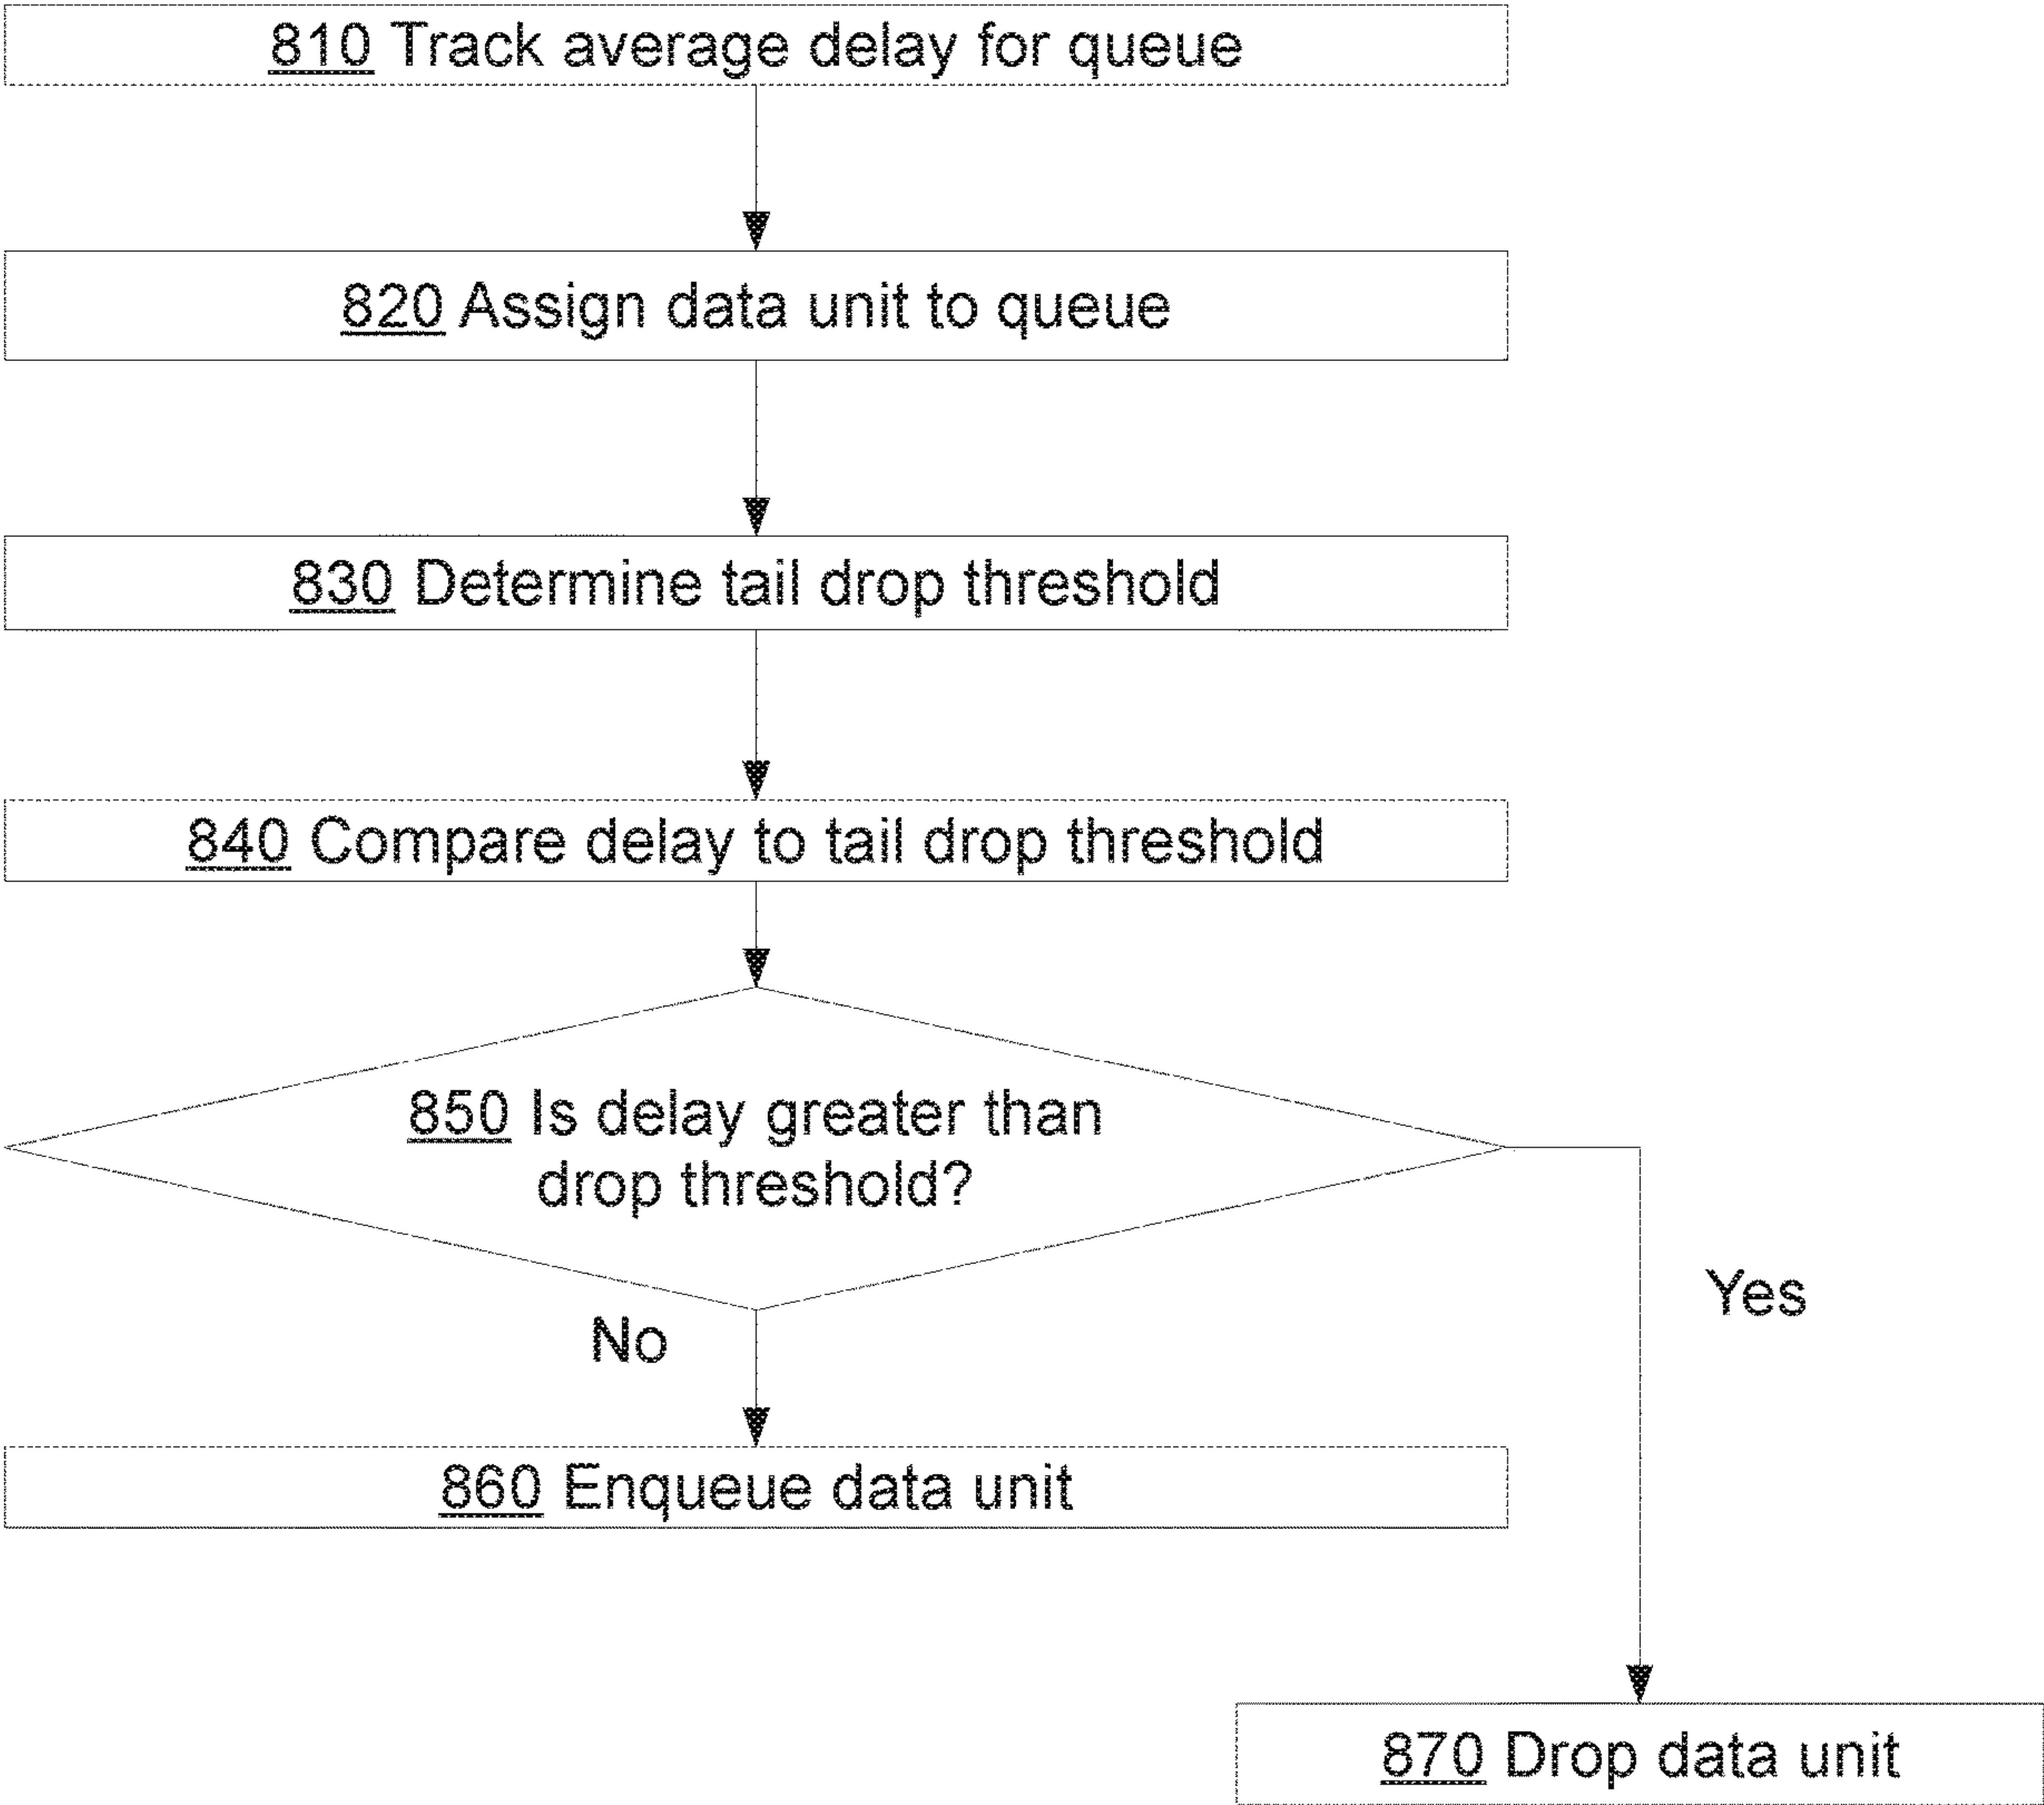 810 Track average delay for queue
820 Assign data unit to queue
830 Determine tail drop threshold
840 Compare delay to tail drop threshold
850 Is delay greater than
drop threshold?
Yes
No
860 Enqueue data unit
870 Drop data unit